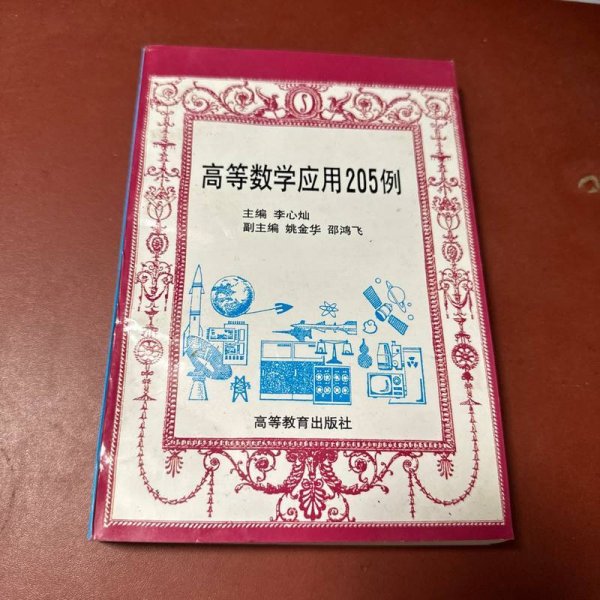 高等数学应用205例
主编 李心灿
副主编 姚金华 邵鸿飞
高等教育出版社